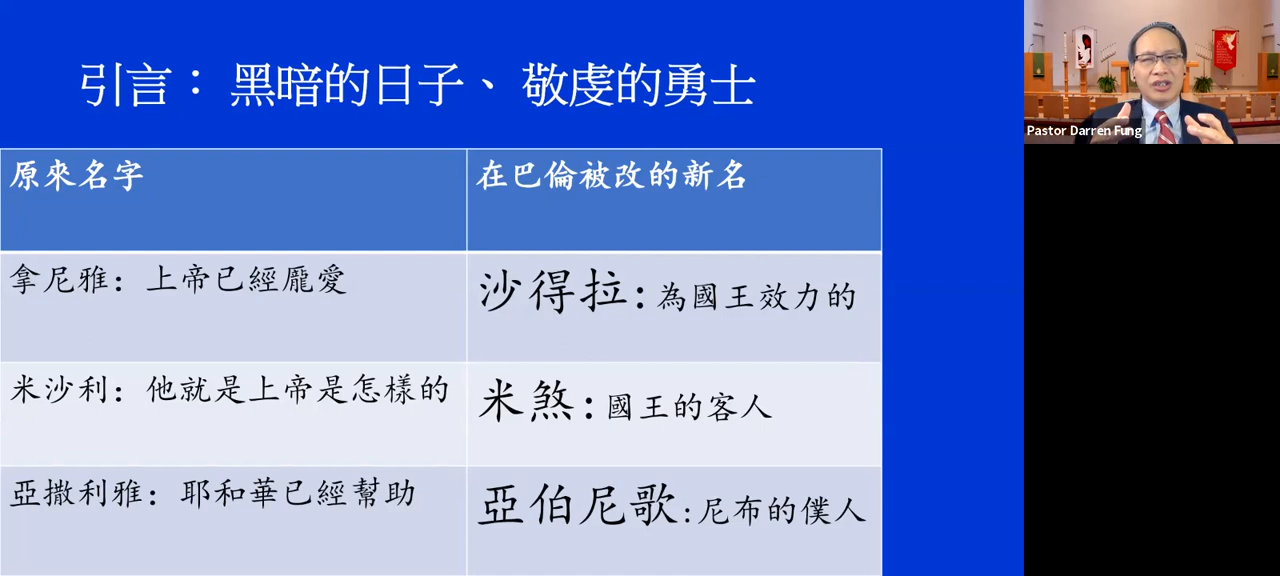 引言： 黑暗的日子、 敬虔的勇士
Pastor Darren Fung
原來名字
在巴倫被改的新名
拿尼雅：上帝已經厖愛
沙得拉：為國王效力的
米沙利：他就是上帝是怎樣的
米煞：國王的客人
亞撒利雅：耶和華已經幫助
亞伯尼歌：尼布的僕人